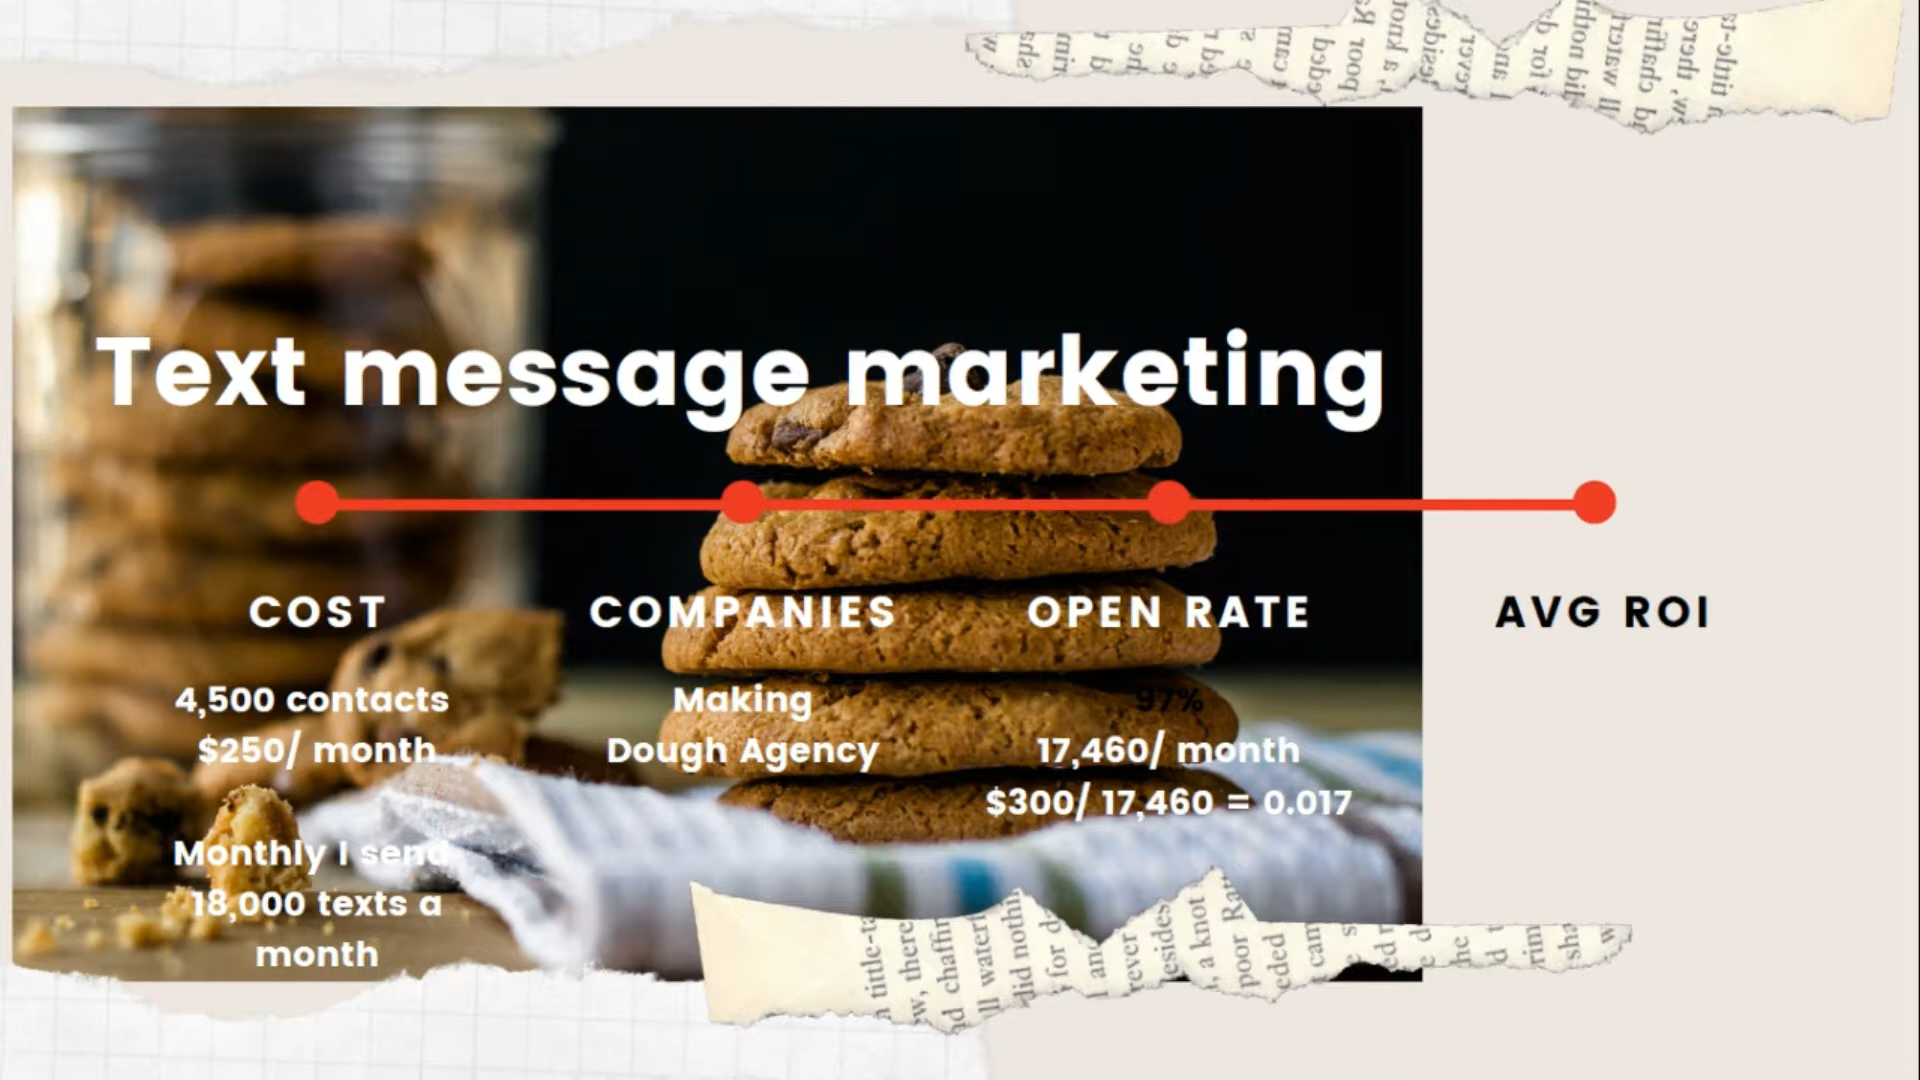 Text message marketing
COST
4,500 contacts
$250/ month
Monthly I send
18,000 texts a
month
COMPANIES
Making
Dough Agency
OPEN RATE
97%
17,460/ month
$300/ 17,460 = 0.017
AVG ROI